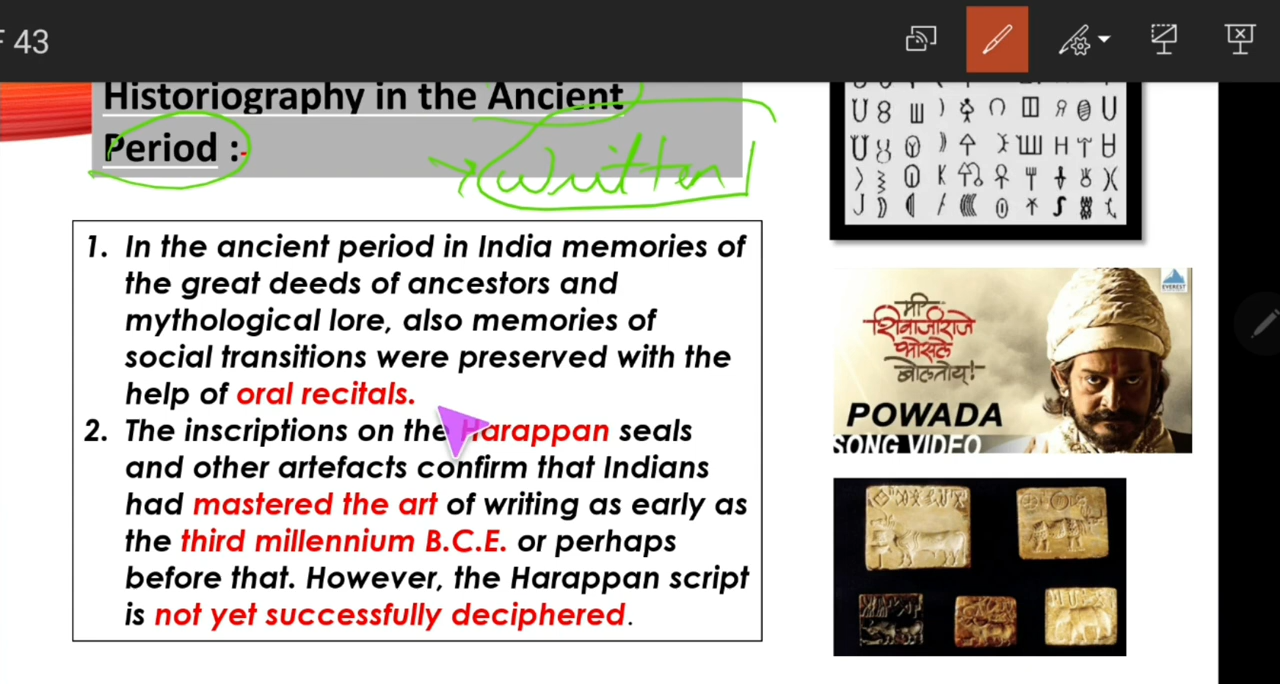 F 43
Historiography in the Ancient
Period :-
written
1. In the ancient period in India memories of
the great deeds of ancestors and
mythological lore, also memories of
social transitions were preserved with the
help of oral recitals.
2. The inscriptions on the Harappan seals
and other artefacts confirm that Indians
had mastered the art of writing as early as
the third millennium B.C.E. or perhaps
before that. However, the Harappan script
is not yet successfully deciphered.
EVEREST
मी
शिवाजीराजे
भोसले
बोलतोय!
POWADA
SONG VIDEO